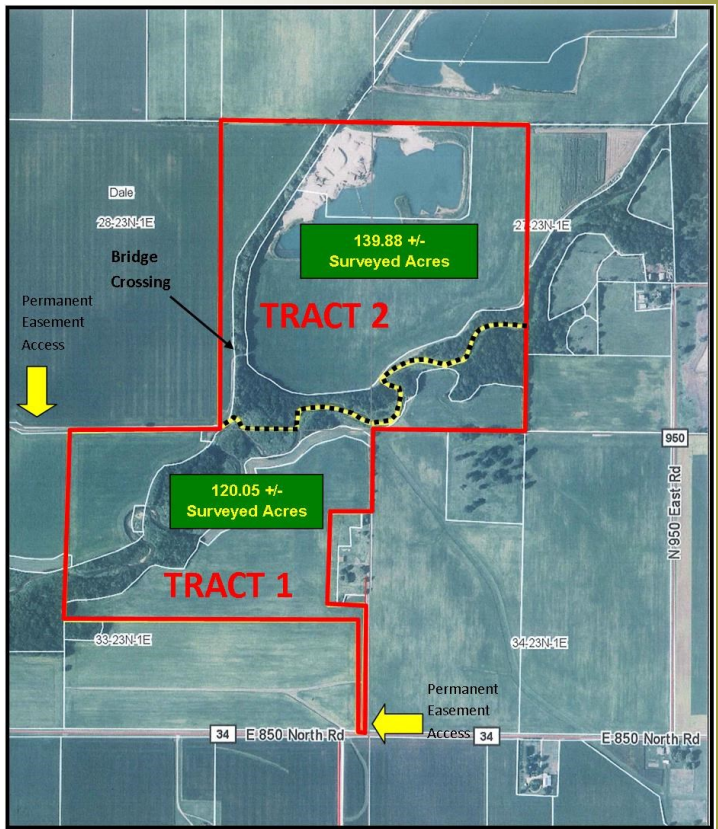 Dale
28-23N-1E
27-23N-1E
139.88 +/-
Surveyed Acres
Bridge
Crossing
Permanent
Easement
Access
TRACT 2
950
120.05 +/-
Surveyed Acres
N 950 East Rd
TRACT 1
33-23N-1E
34-23N-1E
Permanent
Easement
Access
34
E 850 North Rd
34
E 850 North Rd